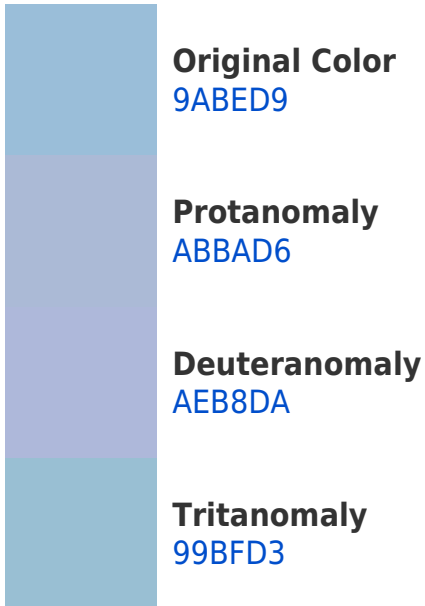 Original Color
9ABED9
Protanomaly
ABBAD6
Deuteranomaly
AEB8DA
Tritanomaly
99BFD3